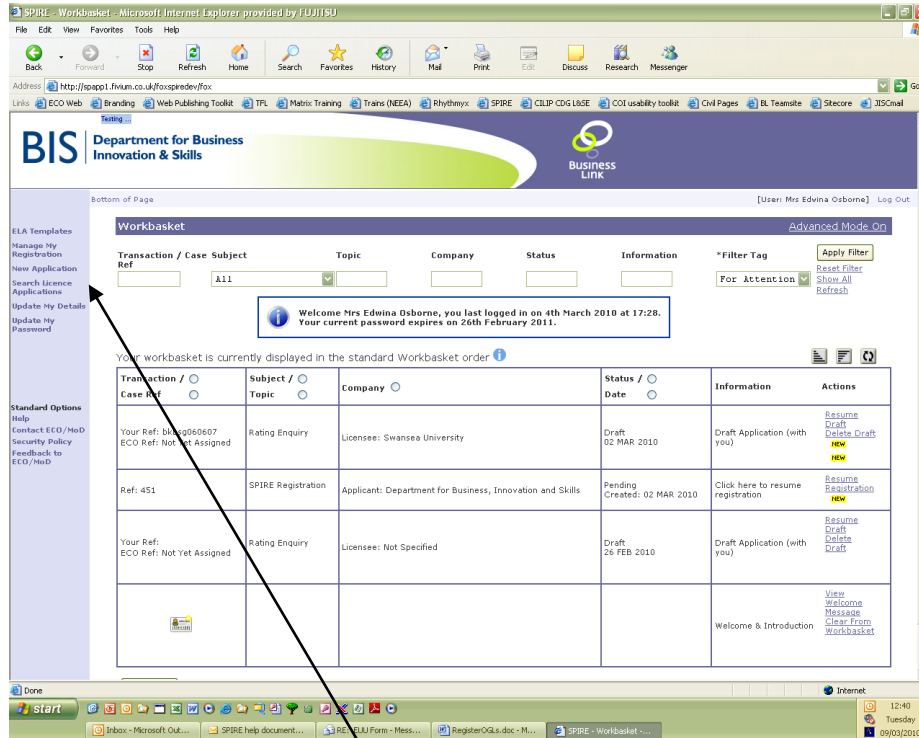 SPIRE - Workbasket - Microsoft Internet Explorer provided by FUJITSU
File Edit View Favorites Tools Help
Back Forward Stop Refresh Home Search Favorites History Mail Print Edit Discuss Research Messenger
Address http://spapp1.fivium.co.uk/foxspiredev/fox Go
Links ECO Web Branding Web Publishing Toolkit TFL Matrix Training Trains (NEEA) Rhythmyx SPIRE CILIP CDG L&SE COI usability toolkit Civil Pages BL Teamsite Sitecore JISCmail
Testing ...
BIS Department for Business
Innovation & Skills
Business
Link
Bottom of Page [User: Mrs Edwina Osborne] Log Out
ELA Templates
Manage My
Registration
New Application
Search Licence
Applications
Update My Details
Update My
Password
Standard Options
Help
Contact ECO/MoD
Security Policy
Feedback to
ECO/MoD
Workbasket Advanced Mode On
Transaction / Case Subject Topic Company Status Information *Filter Tag Apply Filter
Ref
All For Attention
Reset Filter
Show All
Refresh
Welcome Mrs Edwina Osborne, you last logged in on 4th March 2010 at 17:28.
Your current password expires on 26th February 2011.
Your workbasket is currently displayed in the standard Workbasket order
Transaction / Subject / Company Status / Information Actions
Case Ref Topic Date
Your Ref: bkosg060607
ECO Ref: Not Yet Assigned
Rating Enquiry
Licensee: Swansea University
Draft
02 MAR 2010
Draft Application (with
you)
Resume
Draft
Delete Draft
NEW
NEW
Ref: 451
SPIRE Registration
Applicant: Department for Business, Innovation and Skills
Pending
Created: 02 MAR 2010
Click here to resume
registration
Resume
Registration
NEW
Your Ref:
ECO Ref: Not Yet Assigned
Rating Enquiry
Licensee: Not Specified
Draft
26 FEB 2010
Draft Application (with
you)
Resume
Draft
Delete
Draft
Welcome & Introduction
View
Welcome
Message
Clear From
Workbasket
Done Internet
start 12:40
Tuesday
Inbox - Microsoft Out... SPIRE help document... RE: EUU Form - Mess... RegisterOGLs.doc - M... SPIRE - Workbasket -... 09/03/2010